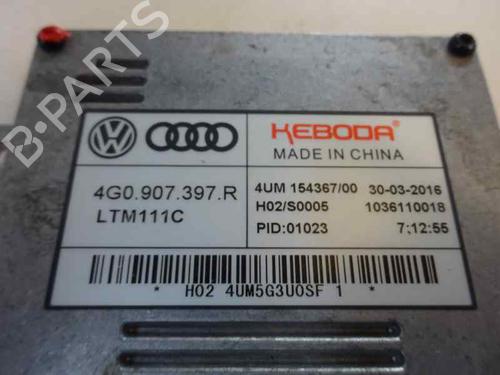 B-PARTS
VW
KEBODA
MADE IN CHINA
4G0.907.397.R
LTM111C
4UM 154367/00 30-03-2016
H02/S0005 1036110018
PID:01023 7;12:55
* H02 4UM5G3U0SF 1 *